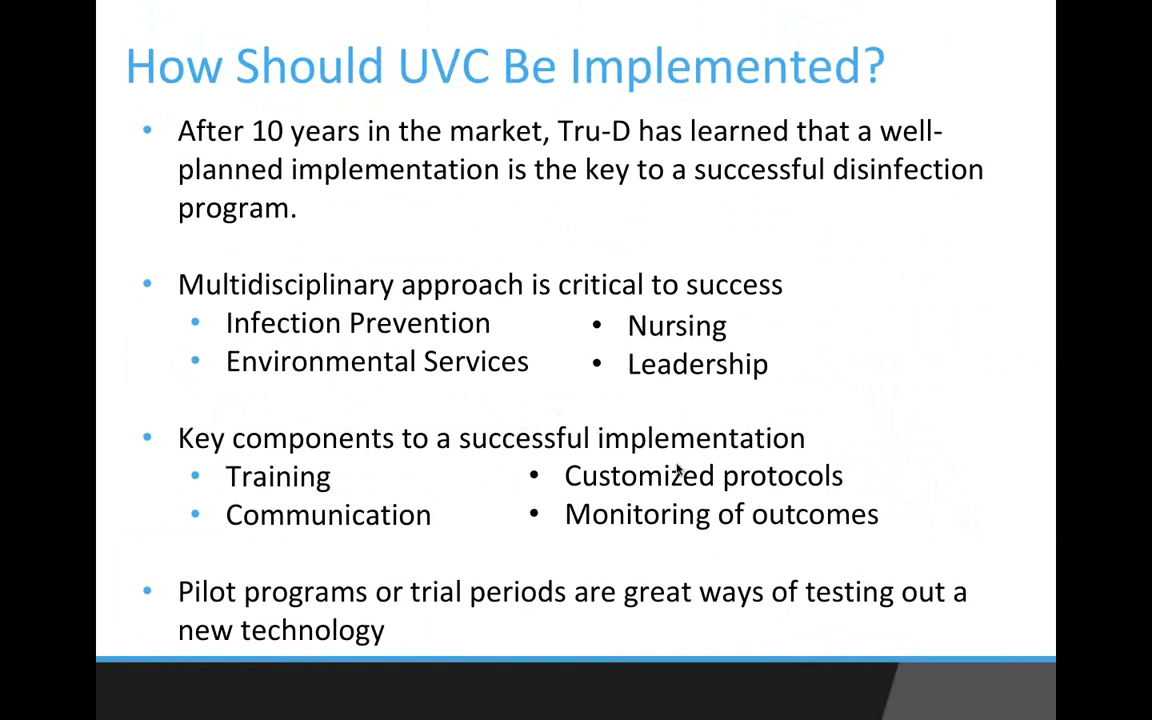 How Should UVC Be Implemented?
• After 10 years in the market, Tru-D has learned that a well-
planned implementation is the key to a successful disinfection
program.
• Multidisciplinary approach is critical to success
• Infection Prevention
• Environmental Services
• Nursing
• Leadership
• Key components to a successful implementation
• Training
• Communication
• Customized protocols
• Monitoring of outcomes
• Pilot programs or trial periods are great ways of testing out a
new technology